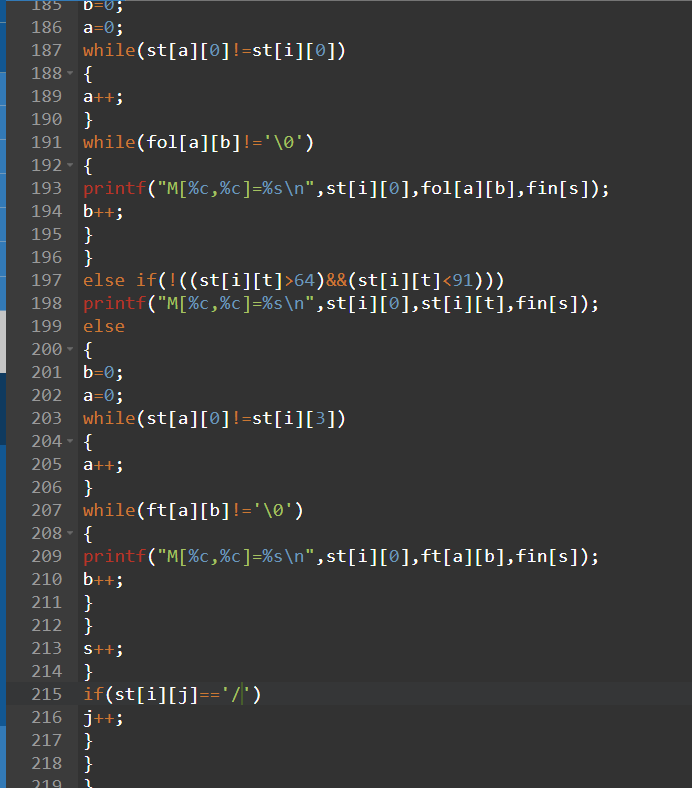 185 b=0;
186 a=0;
187 while(st[a][0]!=st[i][0])
188 {
189 a++;
190 }
191 while(fol[a][b]!='\0')
192 {
193 printf("M[%c,%c]=%s\n",st[i][0],fol[a][b],fin[s]);
194 b++;
195 }
196 }
197 else if(!((st[i][t]>64)&&(st[i][t]<91)))
198 printf("M[%c,%c]=%s\n",st[i][0],st[i][t],fin[s]);
199 else
200 {
201 b=0;
202 a=0;
203 while(st[a][0]!=st[i][3])
204 {
205 a++;
206 }
207 while(ft[a][b]!='\0')
208 {
209 printf("M[%c,%c]=%s\n",st[i][0],ft[a][b],fin[s]);
210 b++;
211 }
212 }
213 s++;
214 }
215 if(st[i][j]=='/')
216 j++;
217 }
218 }
219 }